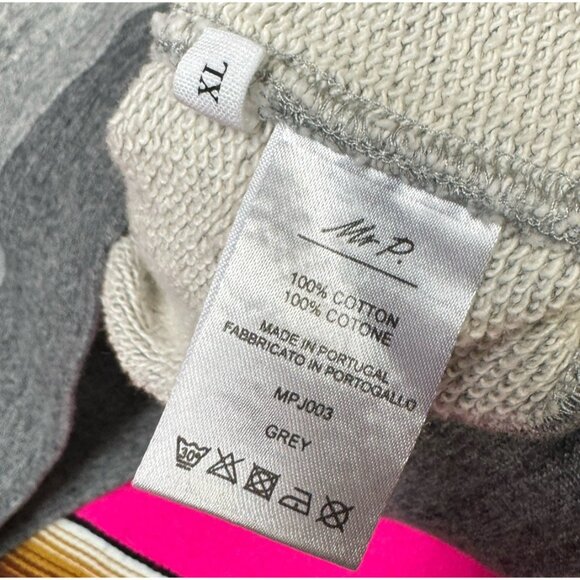 XL
Mr P.
100% COTTON
100% COTONE
MADE IN PORTUGAL
FABBRICATO IN PORTOGALLO
MPJ003
GREY
30°